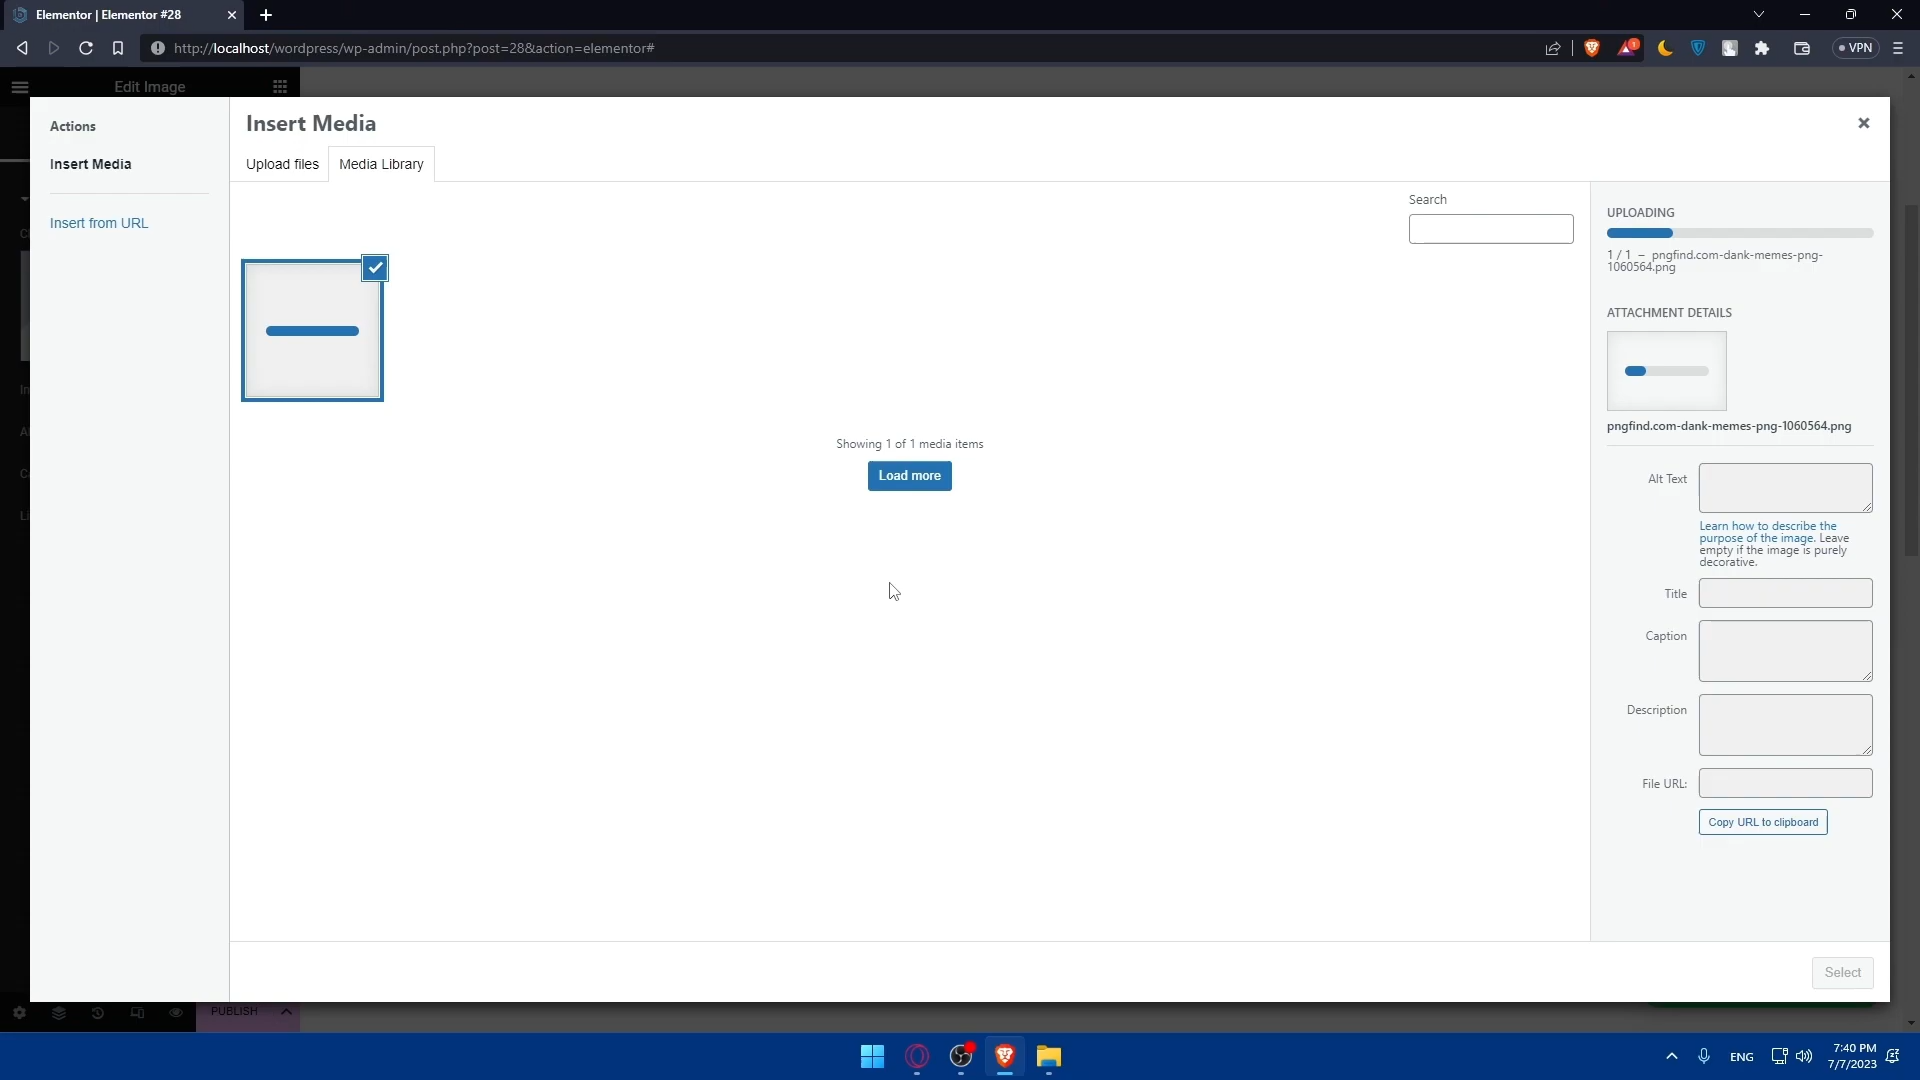 Elementor | Elementor #28
http://localhost/wordpress/wp-admin/post.php?post=28&action=elementor#
VPN
Edit Image
Actions
Insert Media
Insert from URL
Insert Media
Upload files
Media Library
Search
Showing 1 of 1 media items
Load more
UPLOADING
1 / 1 – pngfind.com-dank-memes-png-
1060564.png
ATTACHMENT DETAILS
pngfind.com-dank-memes-png-1060564.png
Alt Text
Learn how to describe the
purpose of the image. Leave
empty if the image is purely
decorative.
Title
Caption
Description
File URL:
Copy URL to clipboard
Select
PUBLISH
ENG
7:40 PM
7/7/2023